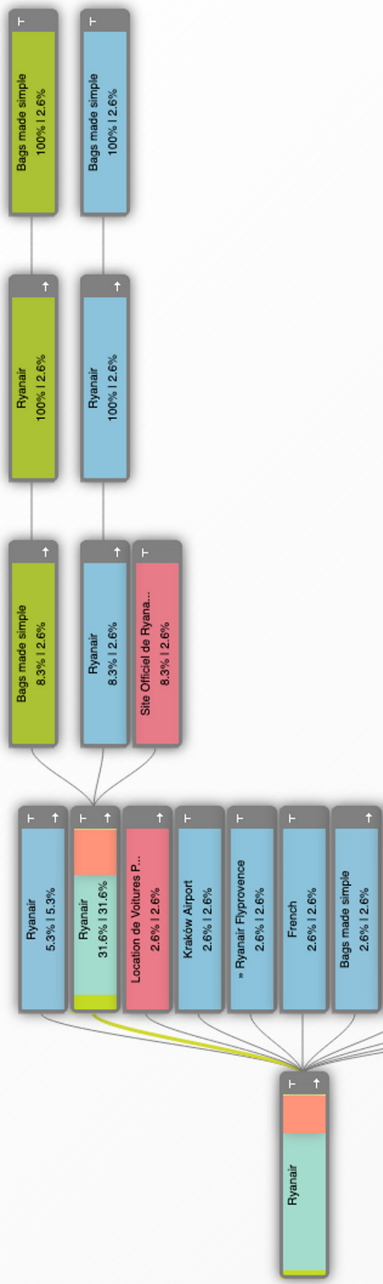 Bags made simple
100% | 2.6%
Bags made simple
100% | 2.6%
Ryanair
100% | 2.6%
Ryanair
100% | 2.6%
Bags made simple
8.3% | 2.6%
Ryanair
8.3% | 2.6%
Site Officiel de Ryana...
8.3% | 2.6%
Ryanair
5.3% | 5.3%
Ryanair
31.6% | 31.6%
Location de Voitures P...
2.6% | 2.6%
Kraków Airport
2.6% | 2.6%
» Ryanair Flyprovence
2.6% | 2.6%
French
2.6% | 2.6%
Bags made simple
2.6% | 2.6%
Ryanair